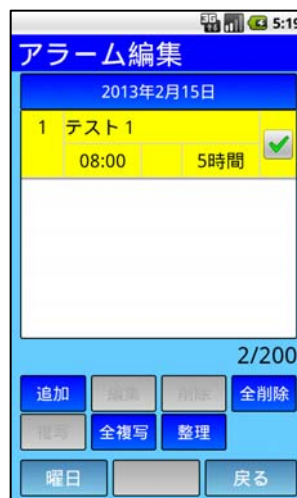 3G 5:19
アラーム編集
2013年2月15日
1 テスト1
08:00 5時間
2/200
追加 編集 削除 全削除
複写 全複写 整理
曜日 戻る